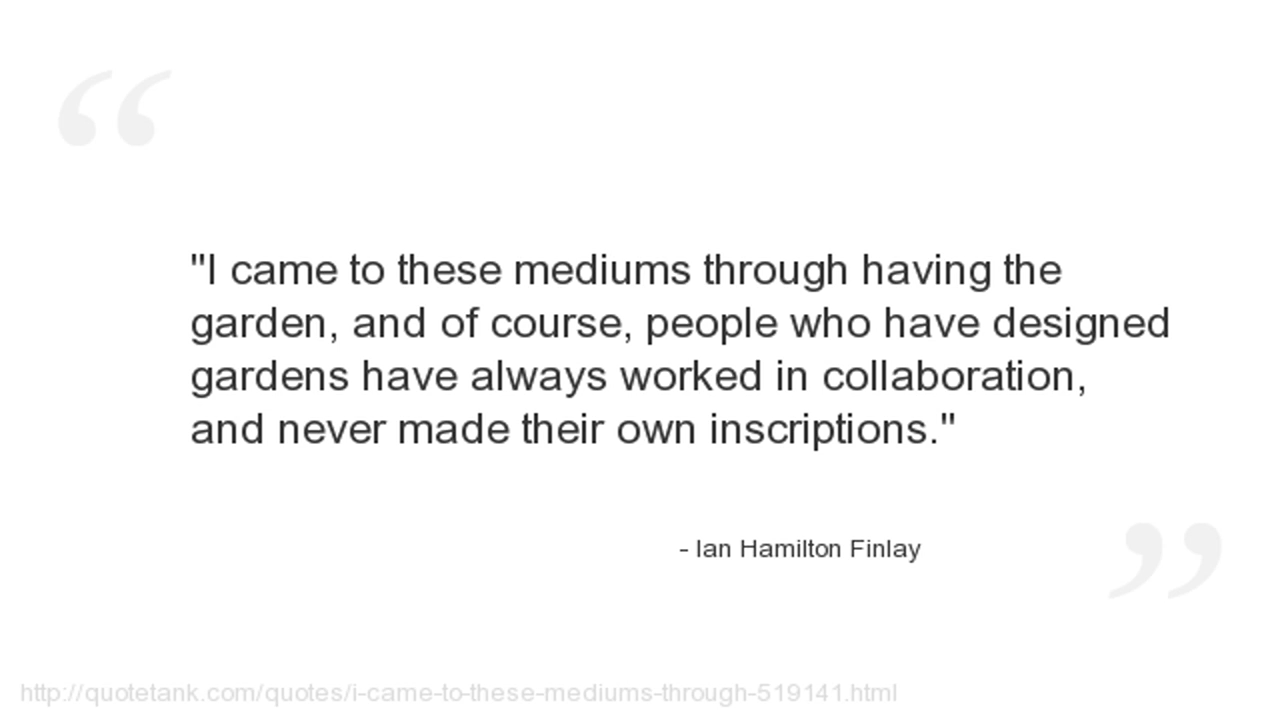 "I came to these mediums through having the
garden, and of course, people who have designed
gardens have always worked in collaboration,
and never made their own inscriptions."
- Ian Hamilton Finlay
http://quotetank.com/quotes/i-came-to-these-mediums-through-519141.html